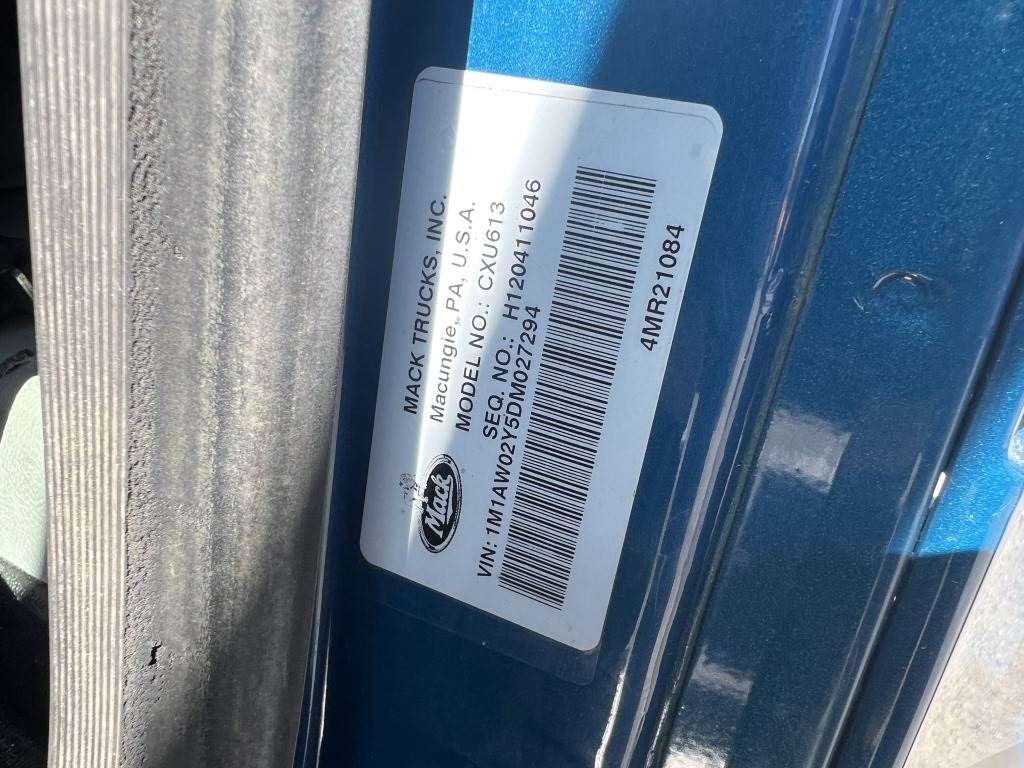 MACK TRUCKS, INC.
Macungie, PA, U.S.A.
MODEL NO.: CXU613
SEQ. NO.: H120411046
Mack
VIN: 1M1AW02Y5DM027294
4MR21084